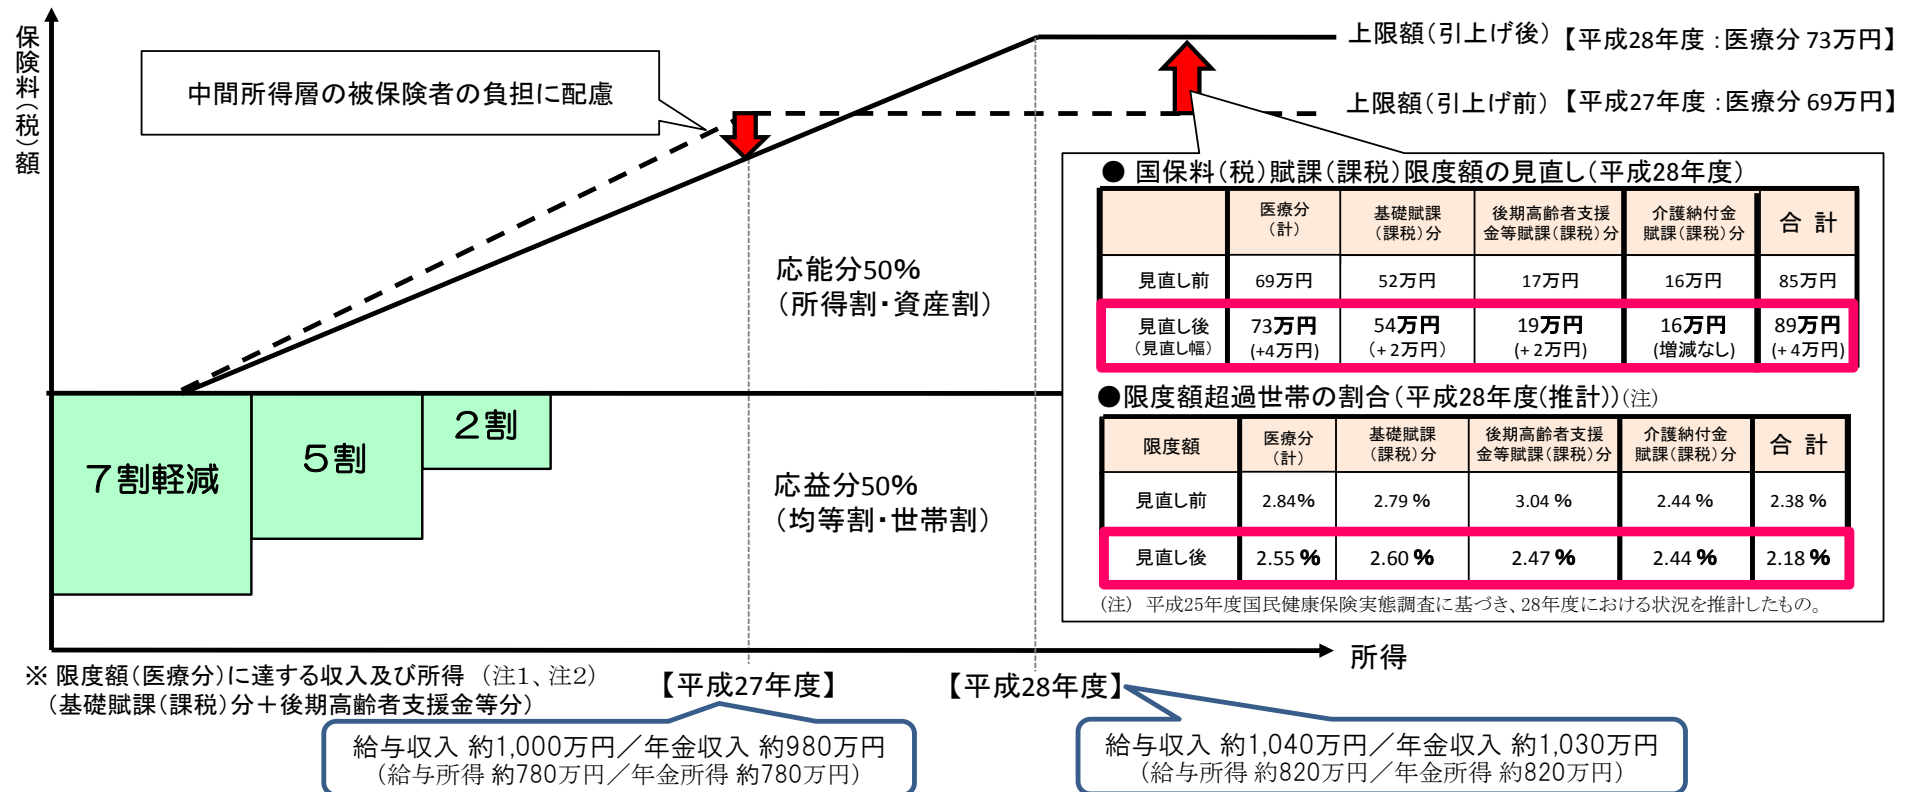 保険料（税）額
中間所得層の被保険者の負担に配慮
上限額（引上げ後）【平成28年度：医療分 73万円】
上限額（引上げ前）【平成27年度：医療分 69万円】
応能分50%
（所得割・資産割）
7割軽減
5割
2割
応益分50%
（均等割・世帯割）
● 国保料（税）賦課（課税）限度額の見直し（平成28年度）
医療分（計） 基礎賦課（課税）分 後期高齢者支援金等賦課（課税）分 介護納付金賦課（課税）分 合 計
見直し前 69万円 52万円 17万円 16万円 85万円
見直し後 73万円 54万円 19万円 16万円 89万円
（見直し幅） (+4万円) (+2万円) (+2万円) (増減なし) (+4万円)
●限度額超過世帯の割合（平成28年度(推計)）(注)
限度額 医療分（計） 基礎賦課（課税）分 後期高齢者支援金等賦課（課税）分 介護納付金賦課（課税）分 合 計
見直し前 2.84% 2.79 % 3.04 % 2.44 % 2.38 %
見直し後 2.55 % 2.60 % 2.47 % 2.44 % 2.18 %
(注) 平成25年度国民健康保険実態調査に基づき、28年度における状況を推計したもの。
所得
※ 限度額（医療分）に達する収入及び所得 （注1、注2）
（基礎賦課（課税）分＋後期高齢者支援金等分）
【平成27年度】
【平成28年度】
給与収入 約1,000万円／年金収入 約980万円
（給与所得 約780万円／年金所得 約780万円）
給与収入 約1,040万円／年金収入 約1,030万円
（給与所得 約820万円／年金所得 約820万円）